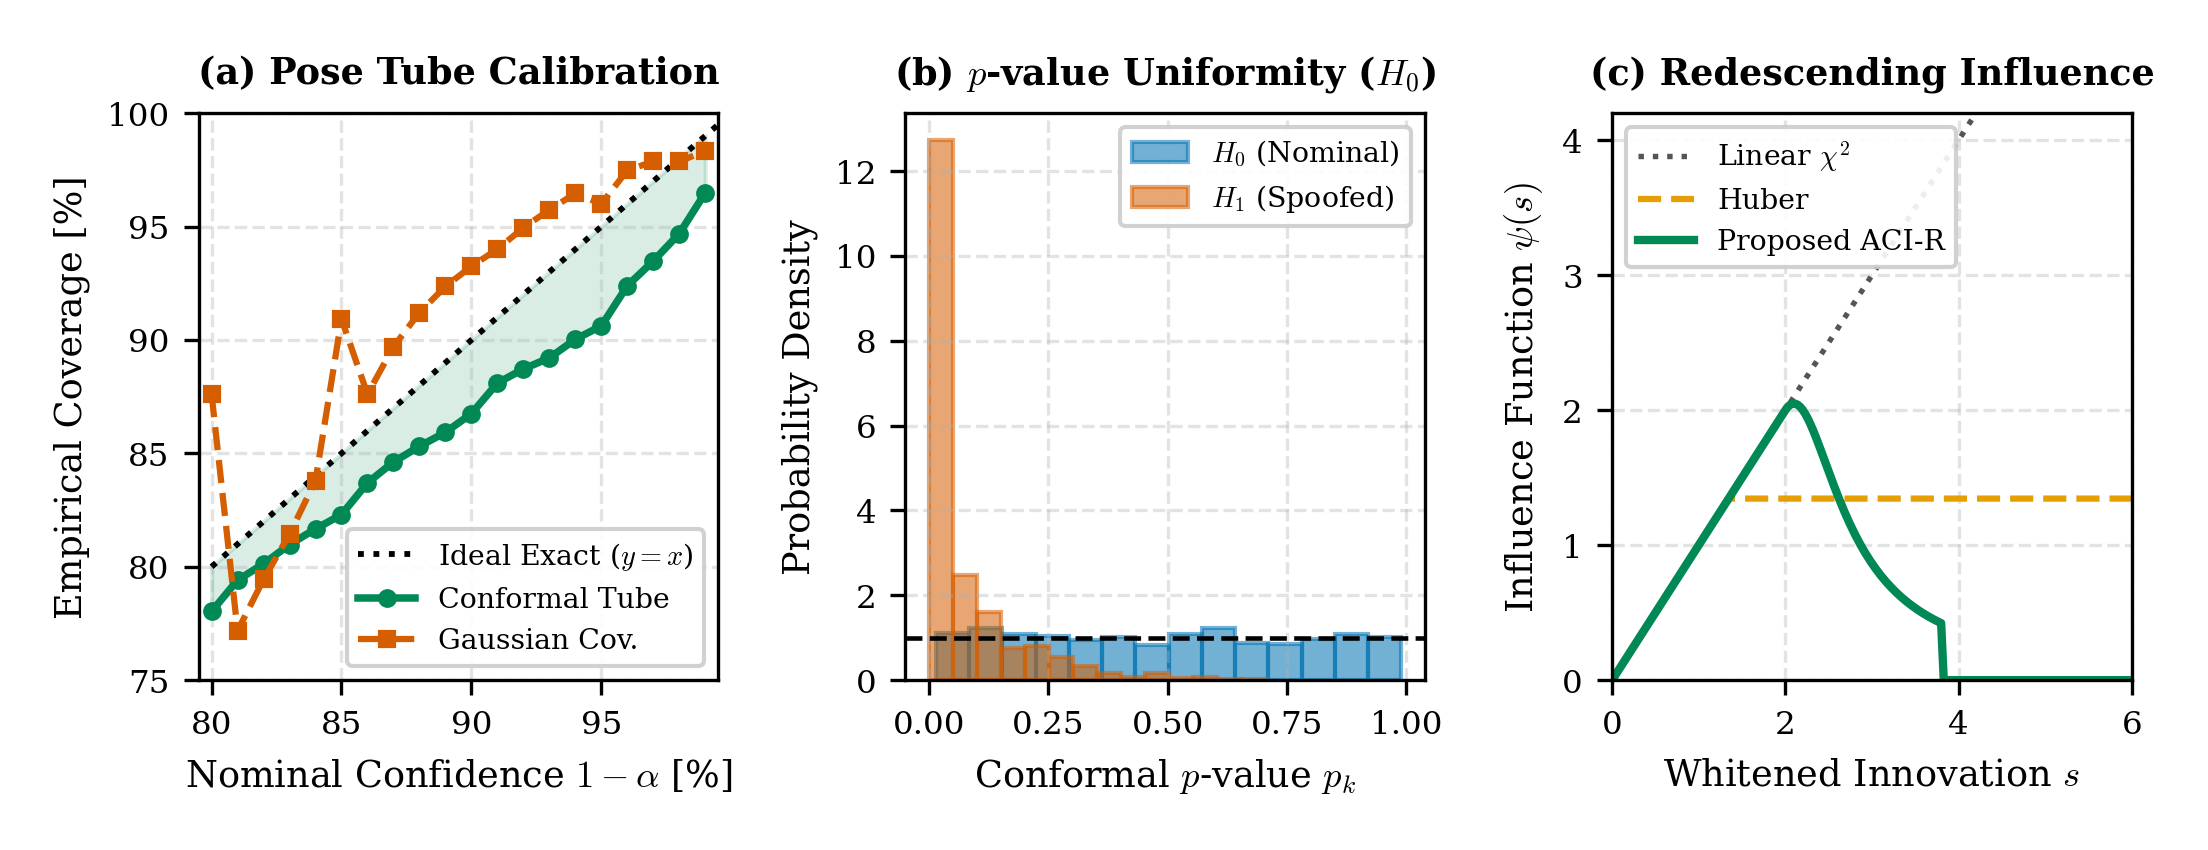 (a) Pose Tube Calibration
Empirical Coverage [%]
100
95
90
85
80
75
80 85 90 95
Nominal Confidence 1 − α [%]
Ideal Exact (y = x)
Conformal Tube
Gaussian Cov.
(b) p-value Uniformity (H₀)
Probability Density
12
10
8
6
4
2
0
0.00 0.25 0.50 0.75 1.00
Conformal p-value pₖ
H₀ (Nominal)
H₁ (Spoofed)
(c) Redescending Influence
Influence Function ψ(s)
4
3
2
1
0
0 2 4 6
Whitened Innovation s
Linear χ²
Huber
Proposed ACI-R